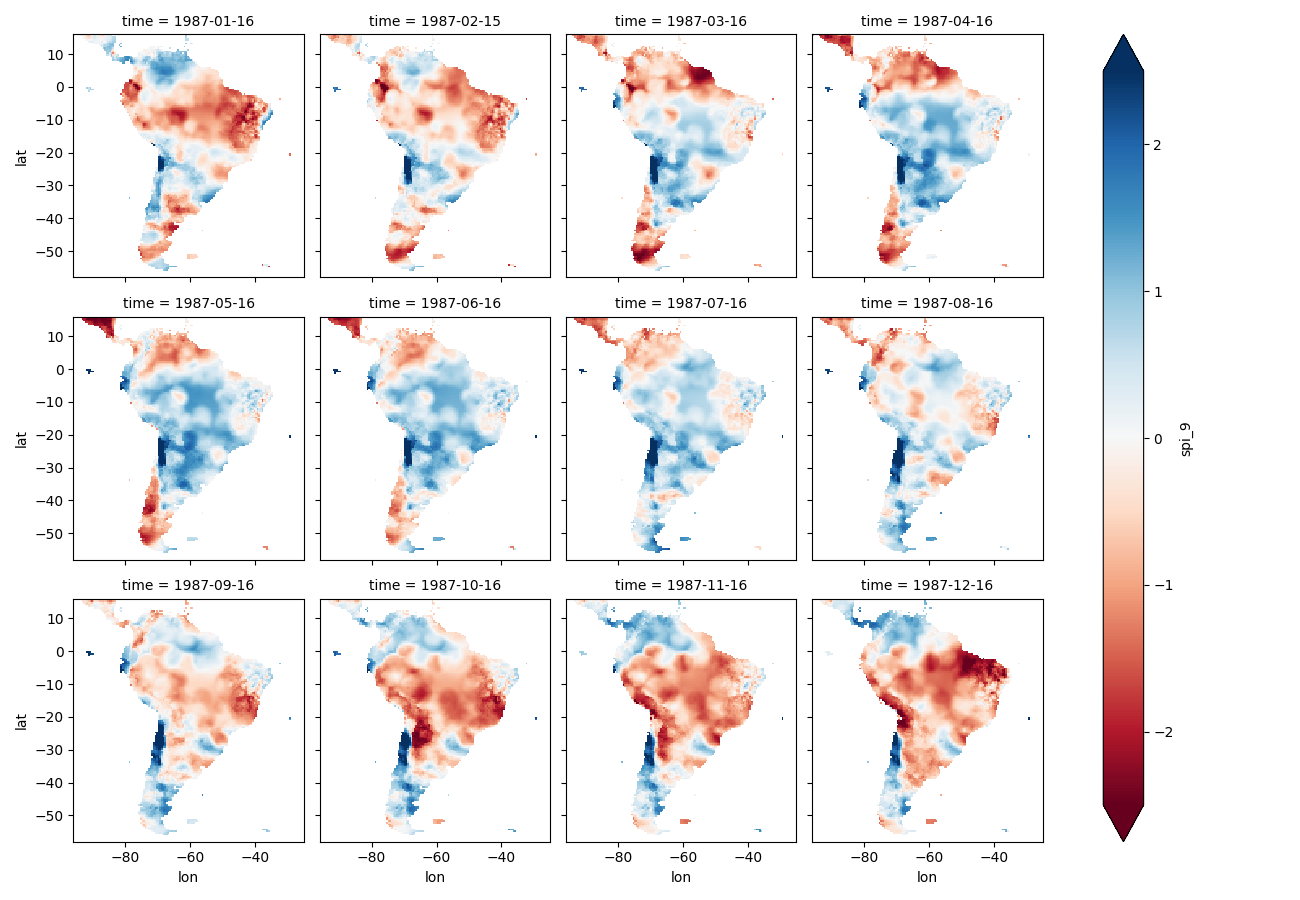 time = 1987-01-16
time = 1987-02-15
time = 1987-03-16
time = 1987-04-16
lat
10
0
−10
−20
−30
−40
−50
time = 1987-05-16
time = 1987-06-16
time = 1987-07-16
time = 1987-08-16
lat
10
0
−10
−20
−30
−40
−50
time = 1987-09-16
time = 1987-10-16
time = 1987-11-16
time = 1987-12-16
lat
10
0
−10
−20
−30
−40
−50
−80 −60 −40
−80 −60 −40
−80 −60 −40
−80 −60 −40
lon
lon
lon
lon
2
1
0
−1
−2
spi_9